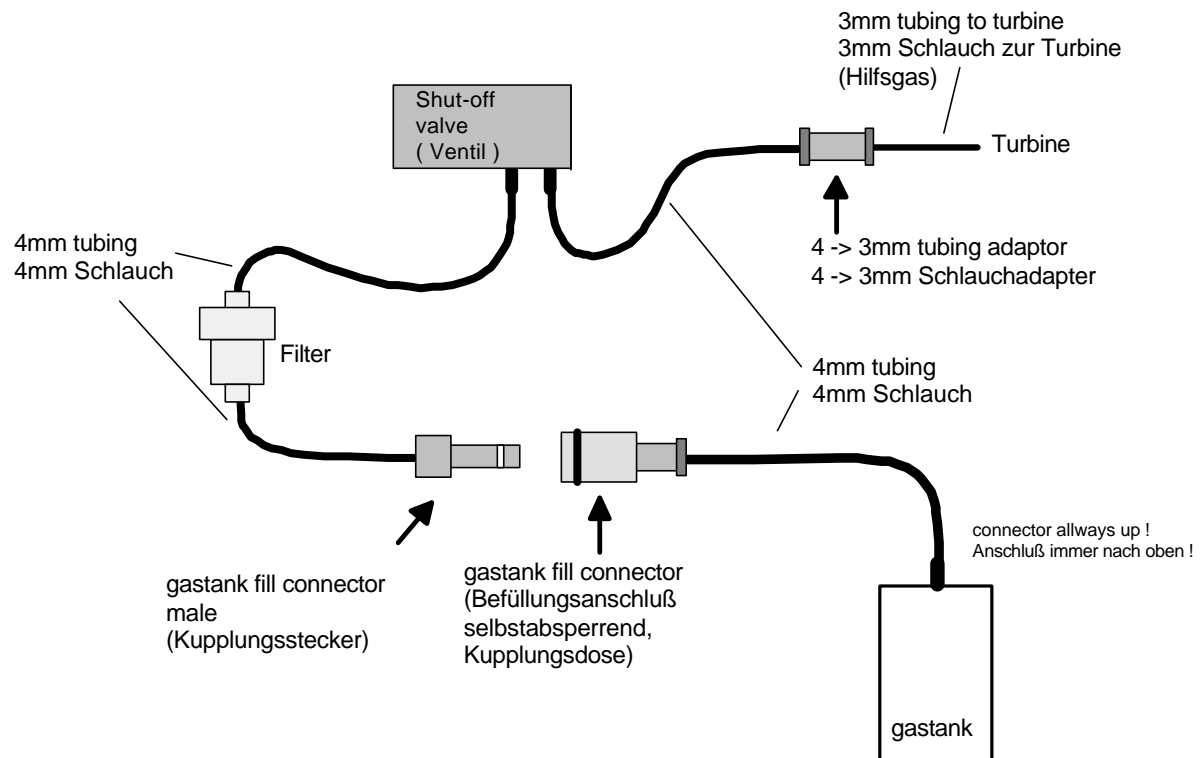 3mm tubing to turbine
3mm Schlauch zur Turbine
(Hilfsgas)
Shut-off
valve
( Ventil )
Turbine
4mm tubing
4mm Schlauch
4 -> 3mm tubing adaptor
4 -> 3mm Schlauchadapter
Filter
4mm tubing
4mm Schlauch
connector allways up !
Anschluß immer nach oben !
gastank fill connector
male
(Kupplungsstecker)
gastank fill connector
(Befüllungsanschluß
selbstabsperrend,
Kupplungsdose)
gastank